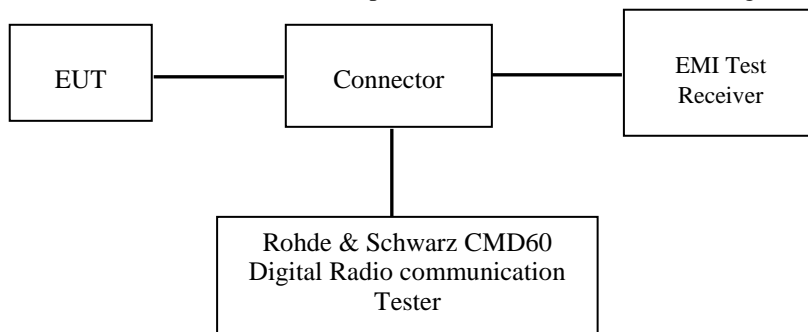 EUT
Connector
EMI Test
Receiver
Rohde & Schwarz CMD60
Digital Radio communication
Tester